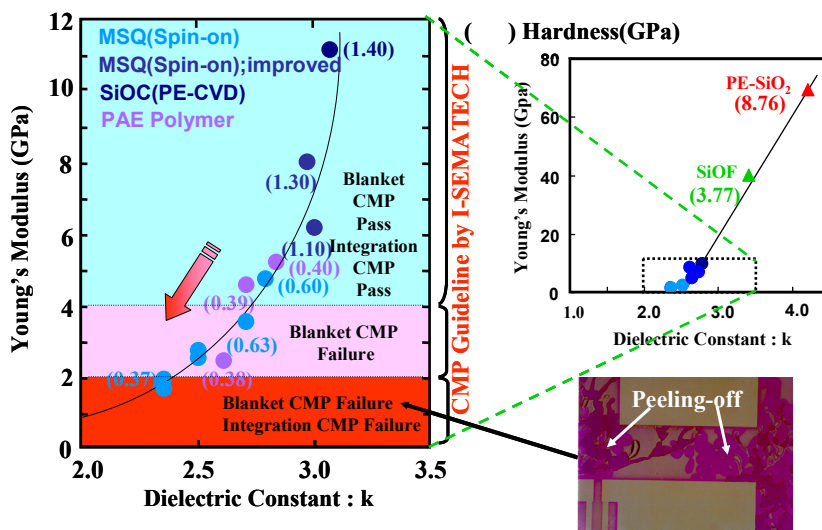 MSQ(Spin-on)
MSQ(Spin-on);improved
SiOC(PE-CVD)
PAE Polymer
12
10
8
6
4
2
0
Young's Modulus (GPa)
2.0
2.5
3.0
3.5
Dielectric Constant : k
(1.40)
(1.30)
(1.10)
(0.40)
(0.60)
(0.39)
(0.63)
(0.38)
(0.37)
Blanket
CMP
Pass
Integration
CMP
Pass
Blanket CMP
Failure
Blanket CMP Failure
Integration CMP Failure
CMP Guideline by I-SEMATECH
( ) Hardness(GPa)
80
60
40
20
0
Young's Modulus (Gpa)
PE-SiO₂
(8.76)
SiOF
(3.77)
1.0
2.0
3.0
4.0
Dielectric Constant : k
Peeling-off